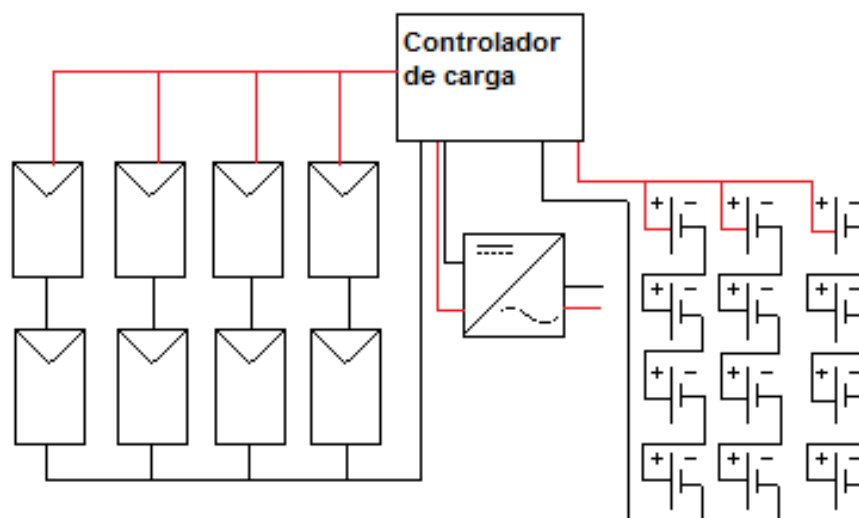 Controlador
de carga
+ - + - + -
+ - + - + -
+ - + - + -
+ - + - + -